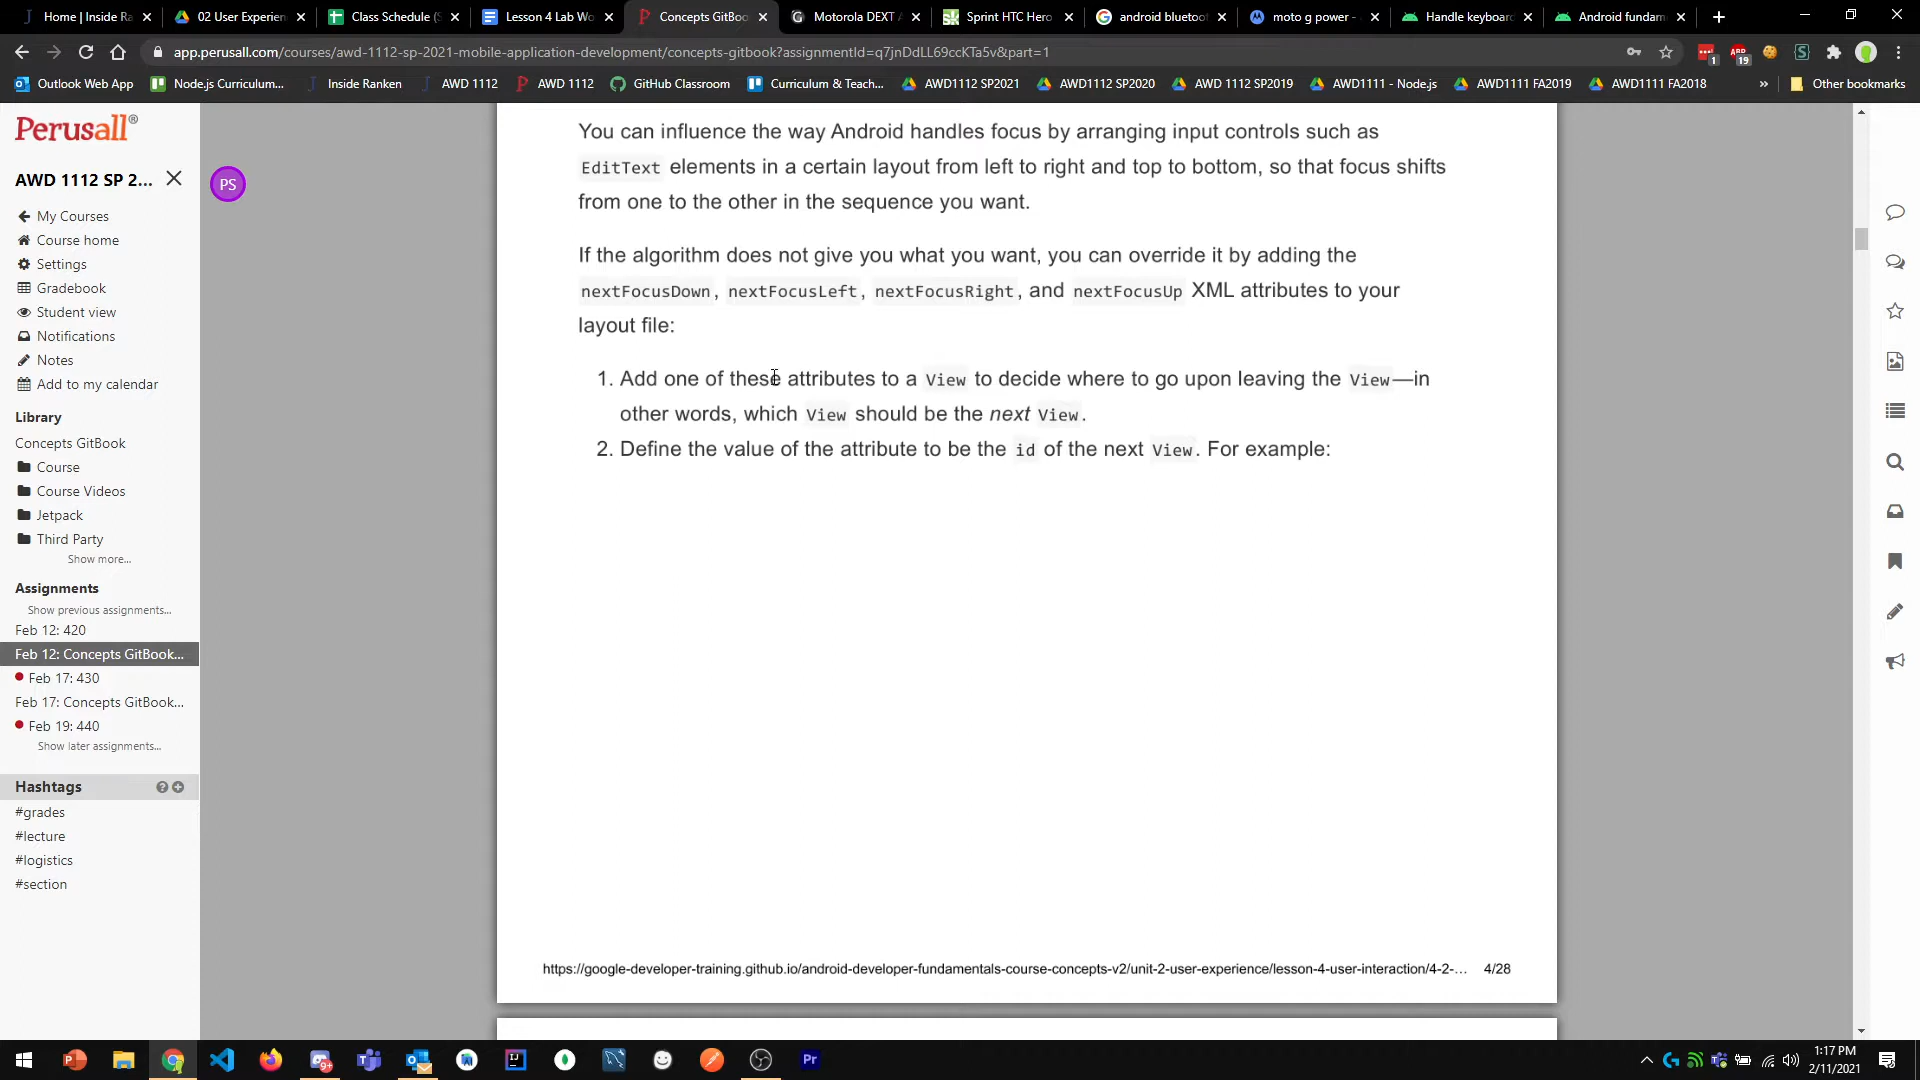 Home | Inside Ra
02 User Experien
Class Schedule (S
Lesson 4 Lab Wo
Concepts GitBoo
Motorola DEXT A
Sprint HTC Hero
android bluetoot
moto g power -
Handle keyboard
Android fundam
app.perusall.com/courses/awd-1112-sp-2021-mobile-application-development/concepts-gitbook?assignmentId=q7jnDdLL69ccKTa5v&part=1
1
ABP
19
Outlook Web App
Node.js Curriculum...
Inside Ranken
AWD 1112
AWD 1112
GitHub Classroom
Curriculum & Teach...
AWD1112 SP2021
AWD1112 SP2020
AWD 1112 SP2019
AWD1111 - Node.js
AWD1111 FA2019
AWD1111 FA2018
»
Other bookmarks
Perusall®
AWD 1112 SP 2...
My Courses
Course home
Settings
Gradebook
Student view
Notifications
Notes
Add to my calendar
Library
Concepts GitBook
Course
Course Videos
Jetpack
Third Party
Show more...
Assignments
Show previous assignments...
Feb 12: 420
Feb 12: Concepts GitBook...
Feb 17: 430
Feb 17: Concepts GitBook...
Feb 19: 440
Show later assignments...
Hashtags
#grades
#lecture
#logistics
#section
PS
You can influence the way Android handles focus by arranging input controls such as
EditText elements in a certain layout from left to right and top to bottom, so that focus shifts
from one to the other in the sequence you want.
If the algorithm does not give you what you want, you can override it by adding the
nextFocusDown, nextFocusLeft, nextFocusRight, and nextFocusUp XML attributes to your
layout file:
1. Add one of these attributes to a View to decide where to go upon leaving the View—in
other words, which View should be the next View.
2. Define the value of the attribute to be the id of the next View. For example:
https://google-developer-training.github.io/android-developer-fundamentals-course-concepts-v2/unit-2-user-experience/lesson-4-user-interaction/4-2-... 4/28
9+
Pr
1:17 PM
2/11/2021